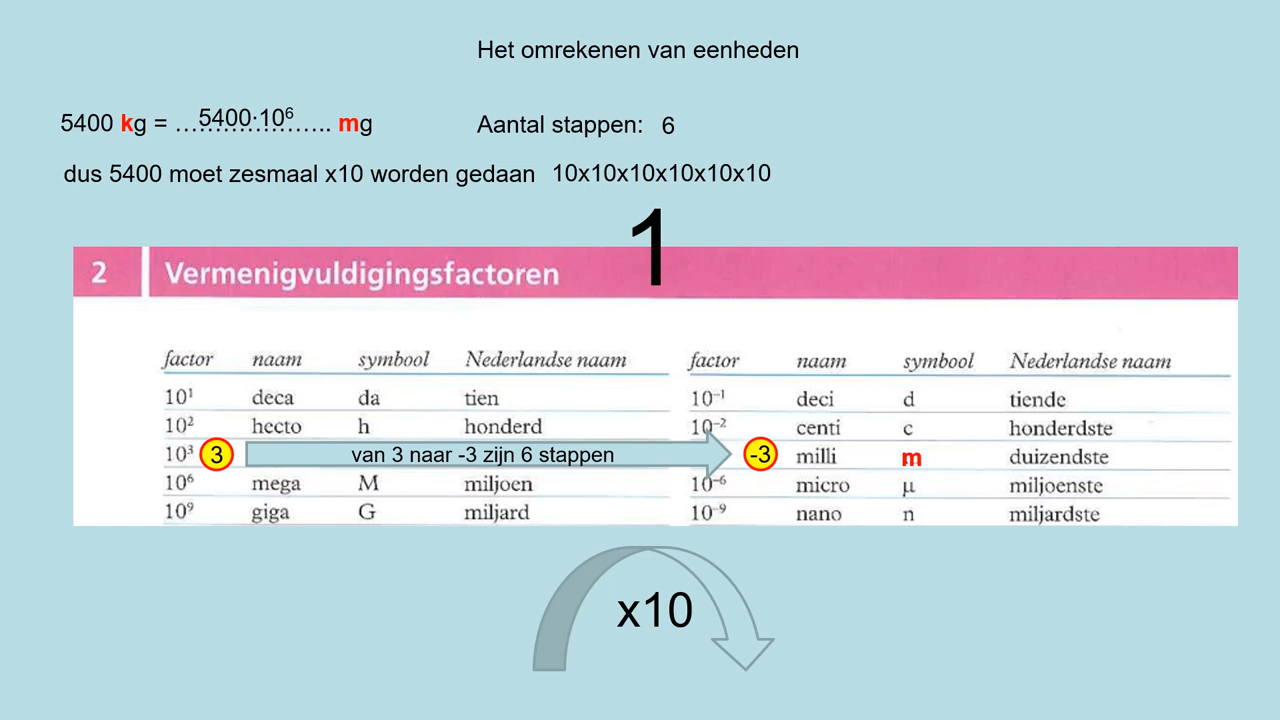 Het omrekenen van eenheden
5400 kg = ……5400·10⁶…….. mg Aantal stappen: 6
dus 5400 moet zesmaal x10 worden gedaan 10x10x10x10x10x10
1
2 Vermenigvuldigingsfactoren
factor naam symbool Nederlandse naam factor naam symbool Nederlandse naam
10¹ deca da tien 10⁻¹ deci d tiende
10² hecto h honderd 10⁻² centi c honderdste
10³ 3 van 3 naar -3 zijn 6 stappen -3 milli m duizendste
10⁶ mega M miljoen 10⁻⁶ micro μ miljoenste
10⁹ giga G miljard 10⁻⁹ nano n miljardste
x10